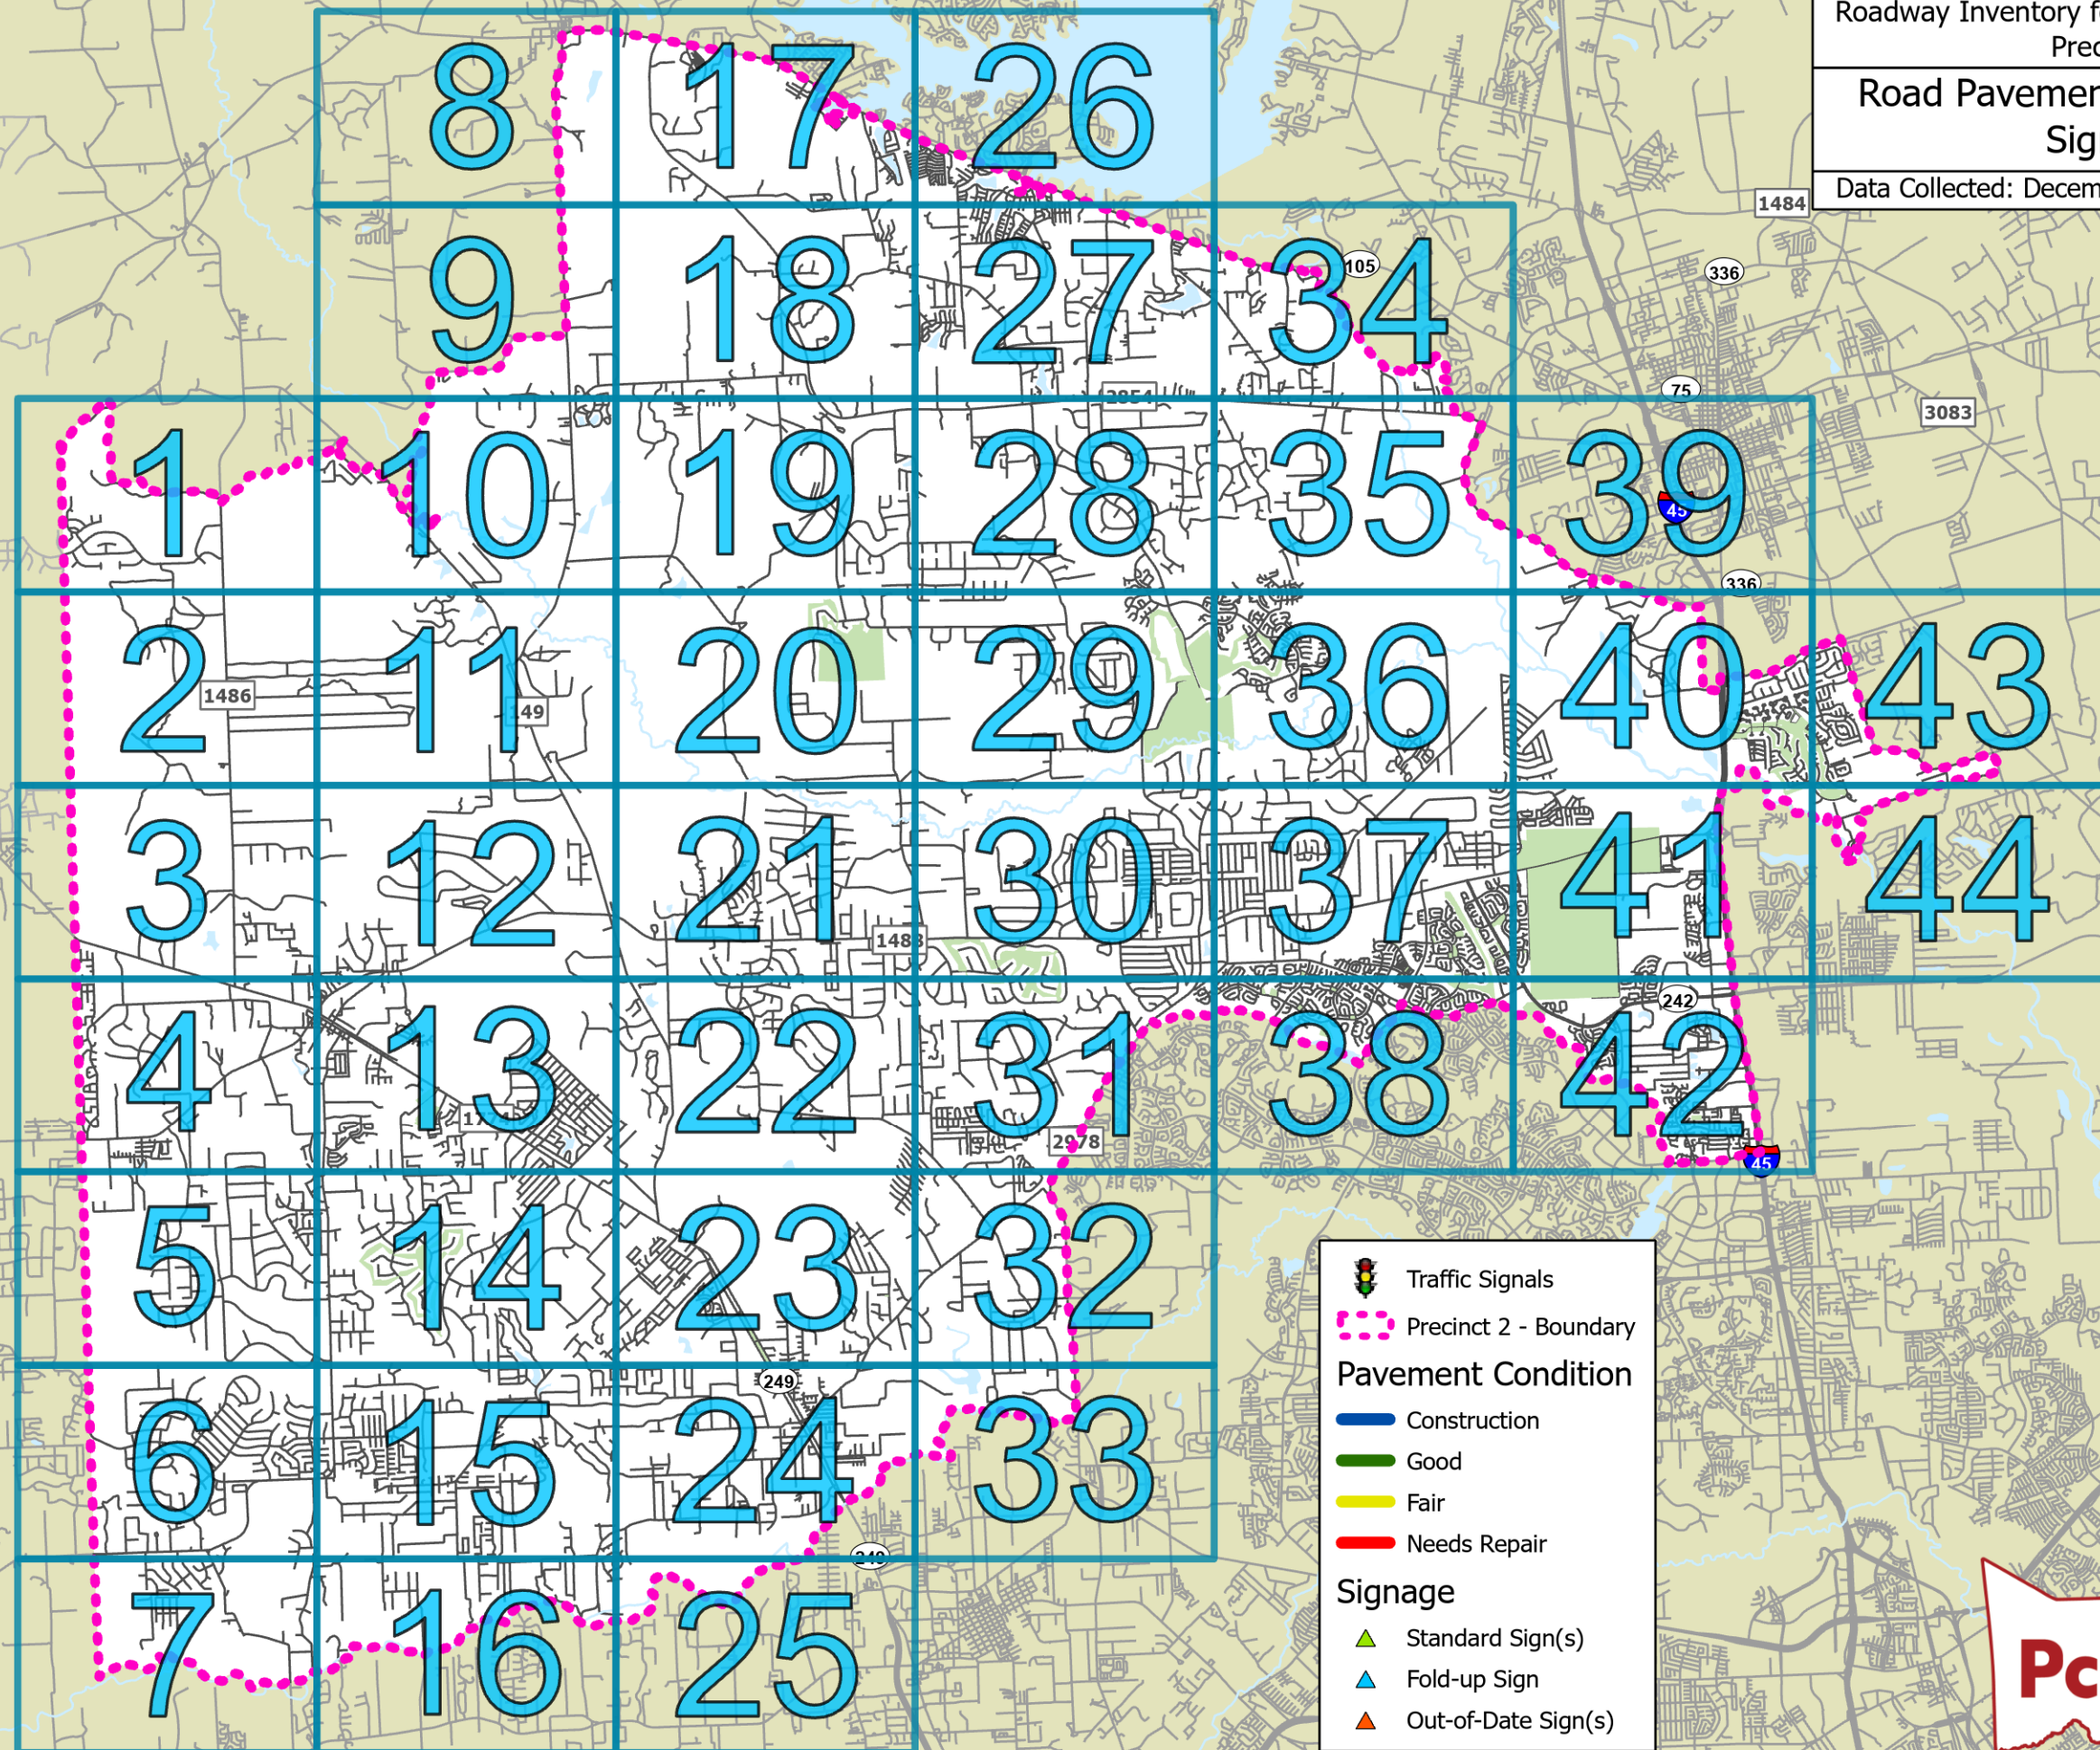 Roadway Inventory f
Prec
Road Pavemen
Sig
Data Collected: Decem
8 17 26
1484
9 18 27 34
105
336
2854
75
3083
1 10 19 28 35 39
45
336
2 11 20 29 36 40 43
1486
149
3 12 21 30 37 41 44
1488
242
4 13 22 31 38 42
2978
45
5 14 23 32
249
6 15 24 33
249
7 16 25
Traffic Signals
Precinct 2 - Boundary
Pavement Condition
Construction
Good
Fair
Needs Repair
Signage
Standard Sign(s)
Fold-up Sign
Out-of-Date Sign(s)
Pc